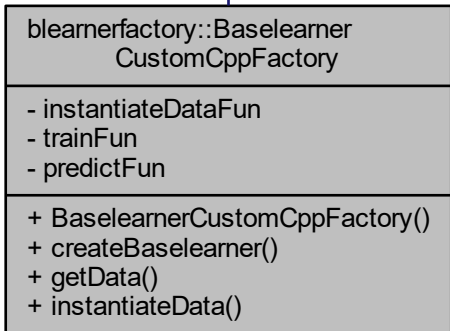 blearnerfactory::Baselearner
CustomCppFactory
- instantiateDataFun
- trainFun
- predictFun
+ BaselearnerCustomCppFactory()
+ createBaselearner()
+ getData()
+ instantiateData()